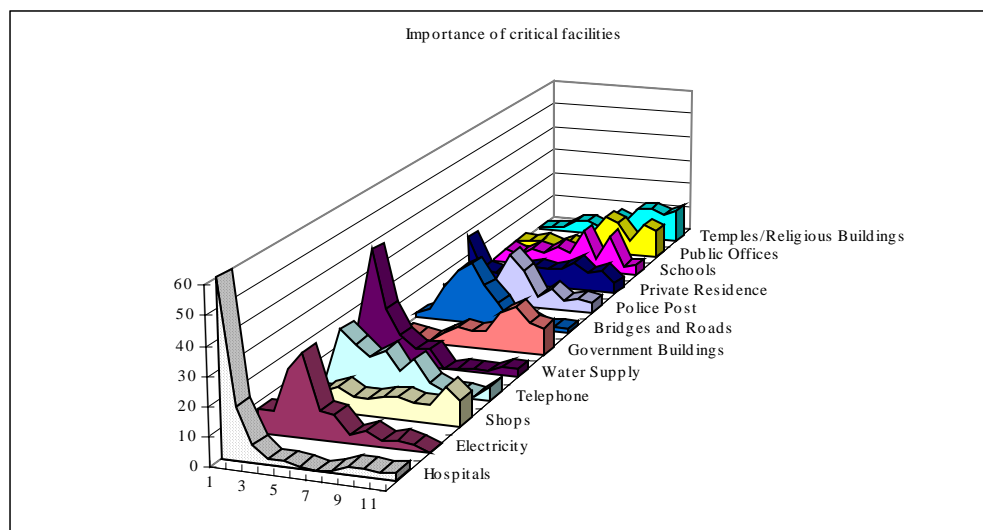 Importance of critical facilities
60
50
40
30
20
10
0
1
3
5
7
9
11
Temples/Religious Buildings
Public Offices
Schools
Private Residence
Police Post
Bridges and Roads
Government Buildings
Water Supply
Telephone
Shops
Electricity
Hospitals